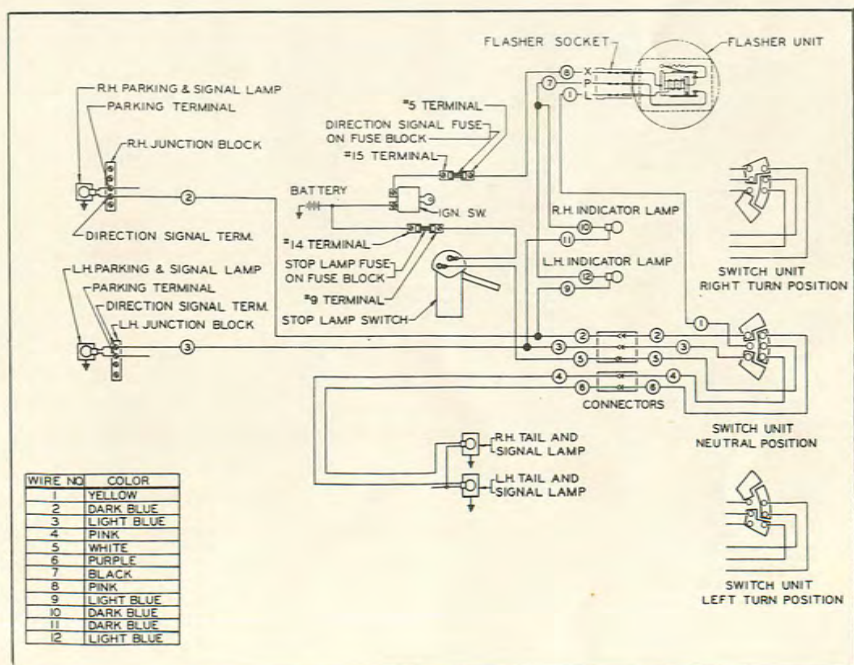 FLASHER SOCKET
FLASHER UNIT
R.H. PARKING & SIGNAL LAMP
PARKING TERMINAL
R.H. JUNCTION BLOCK
#5 TERMINAL
DIRECTION SIGNAL FUSE
ON FUSE BLOCK
#15 TERMINAL
8 X
7 P
1 L
BATTERY
IGN. SW.
2
DIRECTION SIGNAL TERM.
#14 TERMINAL
STOP LAMP FUSE
ON FUSE BLOCK
#9 TERMINAL
STOP LAMP SWITCH
R.H. INDICATOR LAMP
10
11
L.H. INDICATOR LAMP
12
9
SWITCH UNIT
RIGHT TURN POSITION
L.H. PARKING & SIGNAL LAMP
PARKING TERMINAL
DIRECTION SIGNAL TERM.
L.H. JUNCTION BLOCK
3
1
2 2
3 3
5 5
4 4
6 6
CONNECTORS
SWITCH UNIT
NEUTRAL POSITION
R.H. TAIL AND
SIGNAL LAMP
L.H. TAIL AND
SIGNAL LAMP
SWITCH UNIT
LEFT TURN POSITION
WIRE NO COLOR
1 YELLOW
2 DARK BLUE
3 LIGHT BLUE
4 PINK
5 WHITE
6 PURPLE
7 BLACK
8 PINK
9 LIGHT BLUE
10 DARK BLUE
11 DARK BLUE
12 LIGHT BLUE